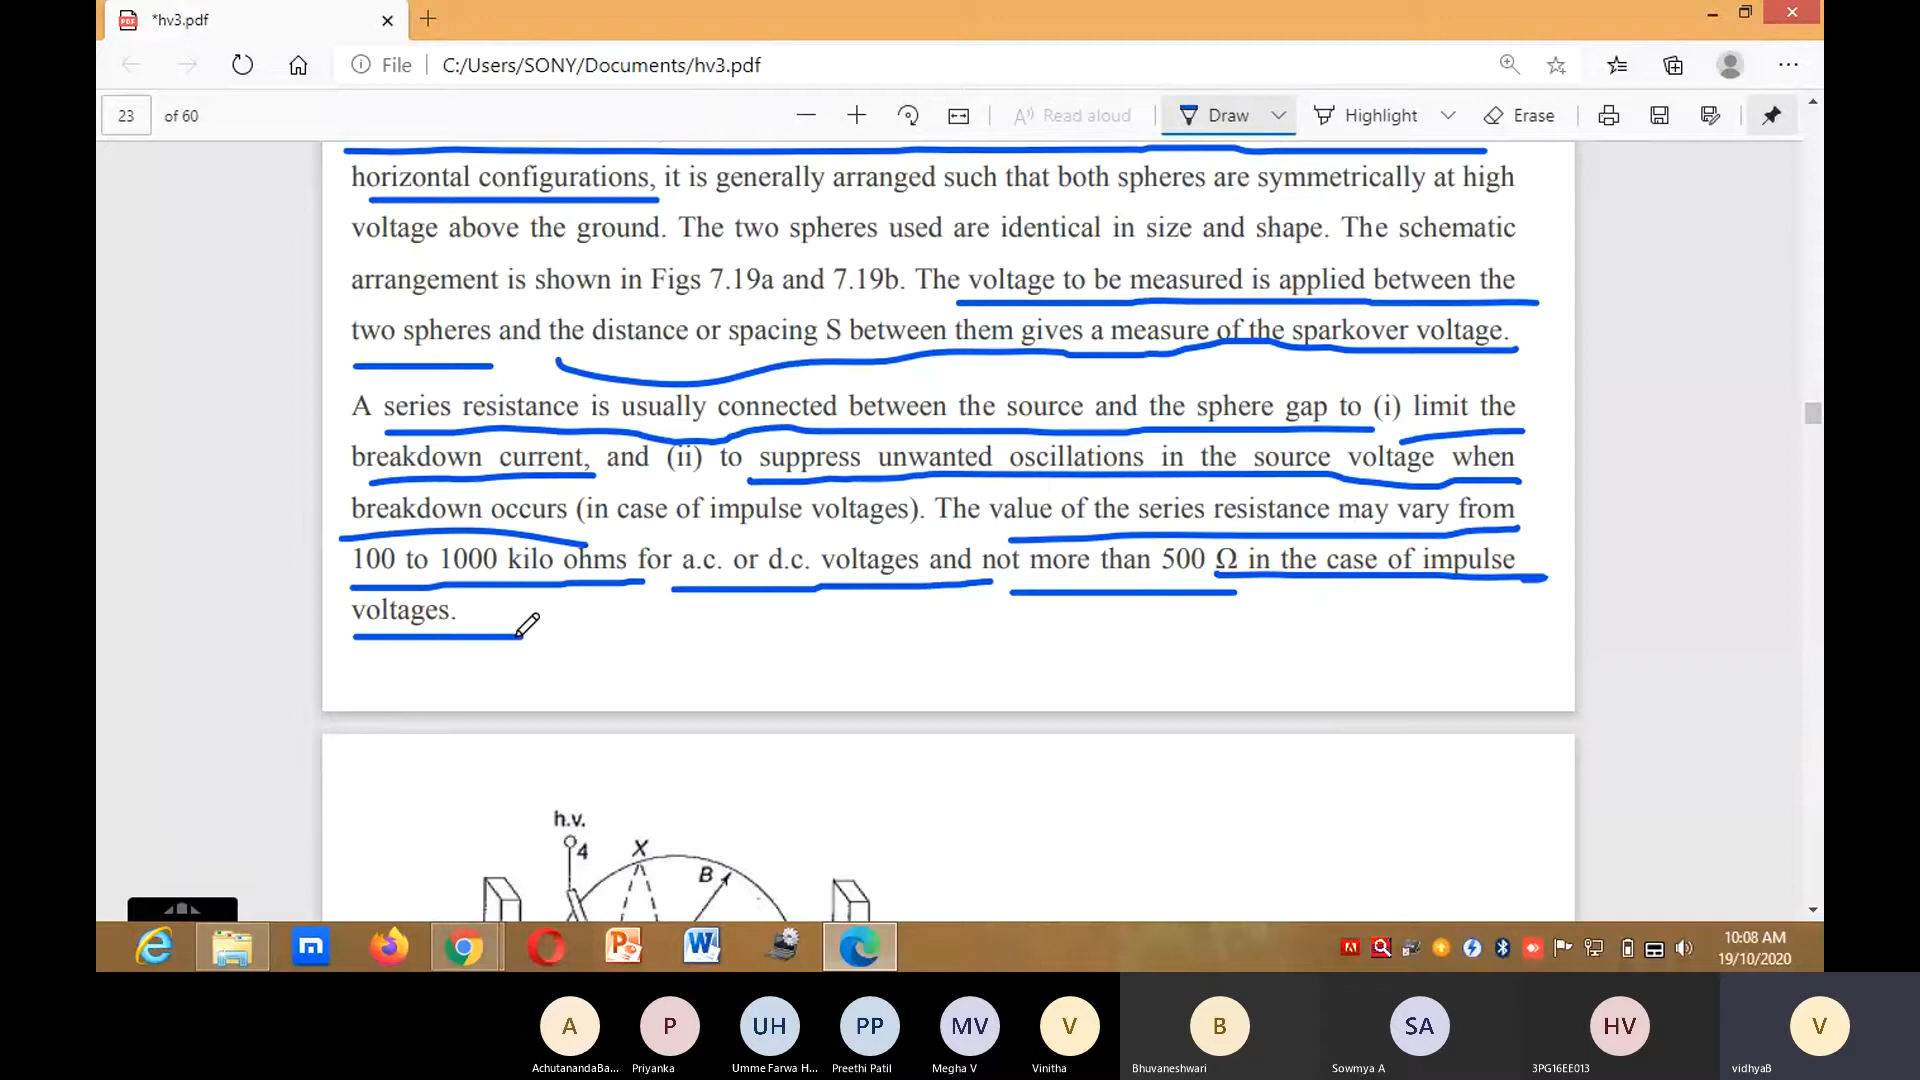 *hv3.pdf
File
C:/Users/SONY/Documents/hv3.pdf
23 of 60
Read aloud
Draw
Highlight
Erase
horizontal configurations, it is generally arranged such that both spheres are symmetrically at high
voltage above the ground. The two spheres used are identical in size and shape. The schematic
arrangement is shown in Figs 7.19a and 7.19b. The voltage to be measured is applied between the
two spheres and the distance or spacing S between them gives a measure of the sparkover voltage.
A series resistance is usually connected between the source and the sphere gap to (i) limit the
breakdown current, and (ii) to suppress unwanted oscillations in the source voltage when
breakdown occurs (in case of impulse voltages). The value of the series resistance may vary from
100 to 1000 kilo ohms for a.c. or d.c. voltages and not more than 500 Ω in the case of impulse
voltages.
h.v.
4
X
B
10:08 AM
19/10/2020
A
P
UH
PP
MV
V
B
SA
HV
V
AchutanandaBa...
Priyanka
Umme Farwa H...
Preethi Patil
Megha V
Vinitha
Bhuvaneshwari
Sowmya A
3PG16EE013
vidhyaB